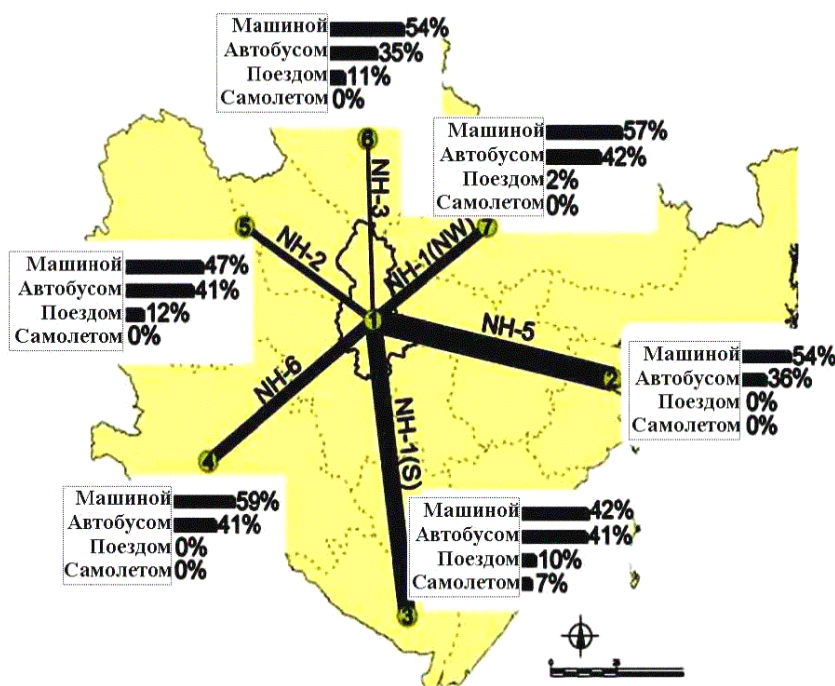 Машиной 54%
Автобусом 35%
Поездом 11%
Самолетом 0%
Машиной 57%
Автобусом 42%
Поездом 2%
Самолетом 0%
6
NH-3
5
NH-2
7
NH-1(NW)
Машиной 47%
Автобусом 41%
Поездом 12%
Самолетом 0%
1
NH-5
2
Машиной 54%
Автобусом 36%
Поездом 0%
Самолетом 0%
NH-6
NH-1(S)
4
Машиной 59%
Автобусом 41%
Поездом 0%
Самолетом 0%
Машиной 42%
Автобусом 41%
Поездом 10%
Самолетом 7%
3